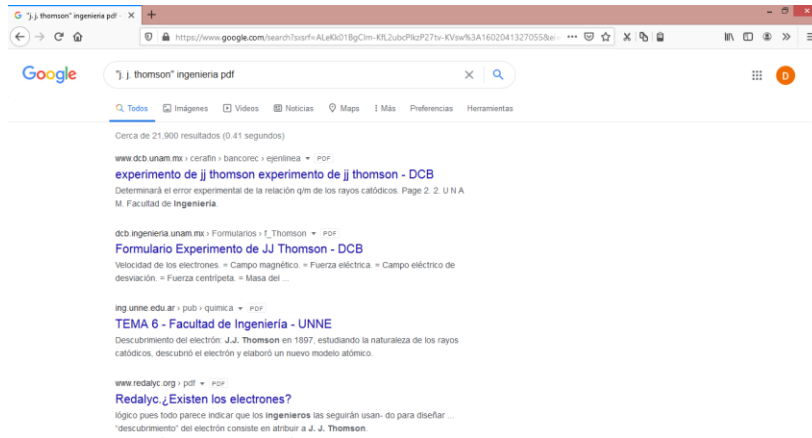 "j. j. thomson" ingenieria pdf -
https://www.google.com/search?sxsrf=ALeKk01BgClm-KfL2ubcPlkzP27tv-KVsw%3A1602041327055&ei
Google
"j. j. thomson" ingenieria pdf
D
Todos Imágenes Videos Noticias Maps Más Preferencias Herramientas
Cerca de 21,900 resultados (0.41 segundos)
www.dcb.unam.mx › cerafin › bancorec › ejenlinea PDF
experimento de jj thomson experimento de jj thomson - DCB
Determinará el error experimental de la relación q/m de los rayos catódicos. Page 2. 2. U N A
M. Facultad de Ingeniería.
dcb.ingenieria.unam.mx › Formularios › f_Thomson PDF
Formulario Experimento de JJ Thomson - DCB
Velocidad de los electrones. = Campo magnético. = Fuerza eléctrica. = Campo eléctrico de
desviación. = Fuerza centrípeta. = Masa del ...
ing.unne.edu.ar › pub › quimica PDF
TEMA 6 - Facultad de Ingeniería - UNNE
Descubrimiento del electrón: J.J. Thomson en 1897, estudiando la naturaleza de los rayos
catódicos, descubrió el electrón y elaboró un nuevo modelo atómico.
www.redalyc.org › pdf PDF
Redalyc.¿Existen los electrones?
lógico pues todo parece indicar que los ingenieros las seguirán usan- do para diseñar ...
"descubrimiento" del electrón consiste en atribuir a J. J. Thomson.